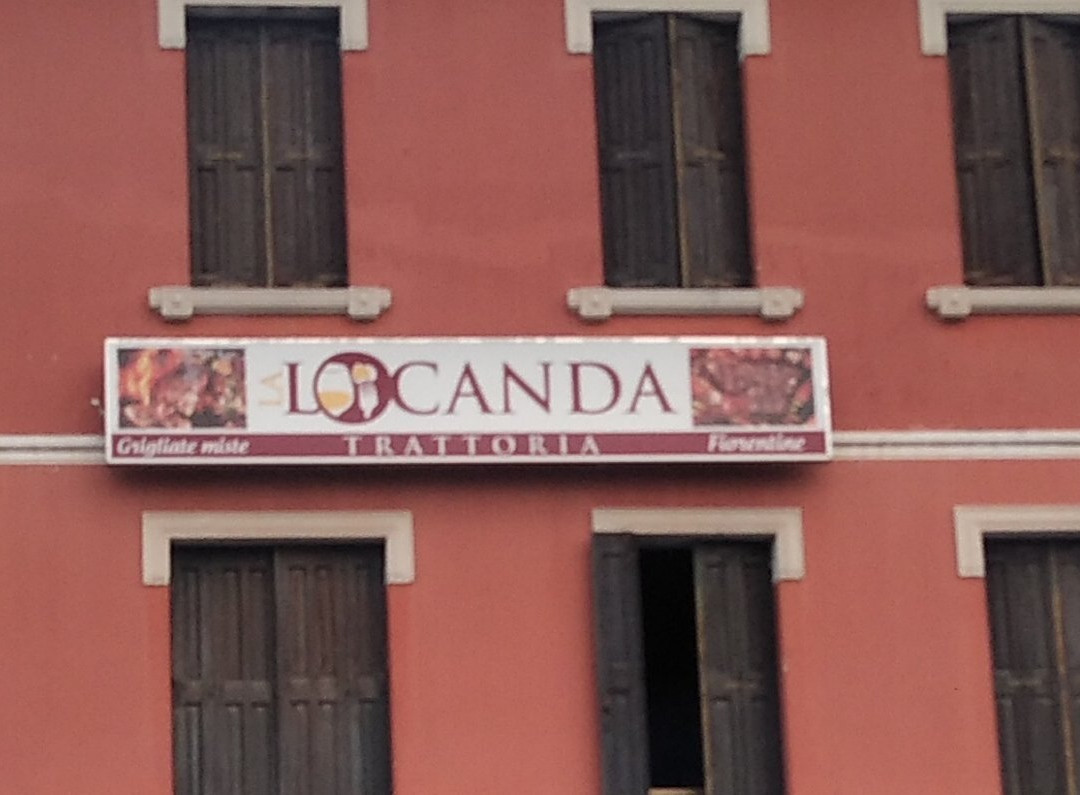 LA LOCANDA
Grigliate miste TRATTORIA Fiorentine